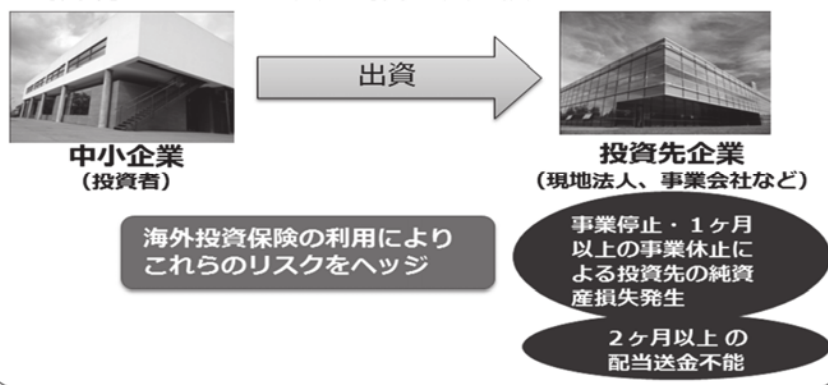 出資
中小企業
(投資者)
投資先企業
(現地法人、事業会社など)
海外投資保険の利用により
これらのリスクをヘッジ
事業停止・1ヶ月
以上の事業休止に
よる投資先の純資
産損失発生
2ヶ月以上の
配当送金不能